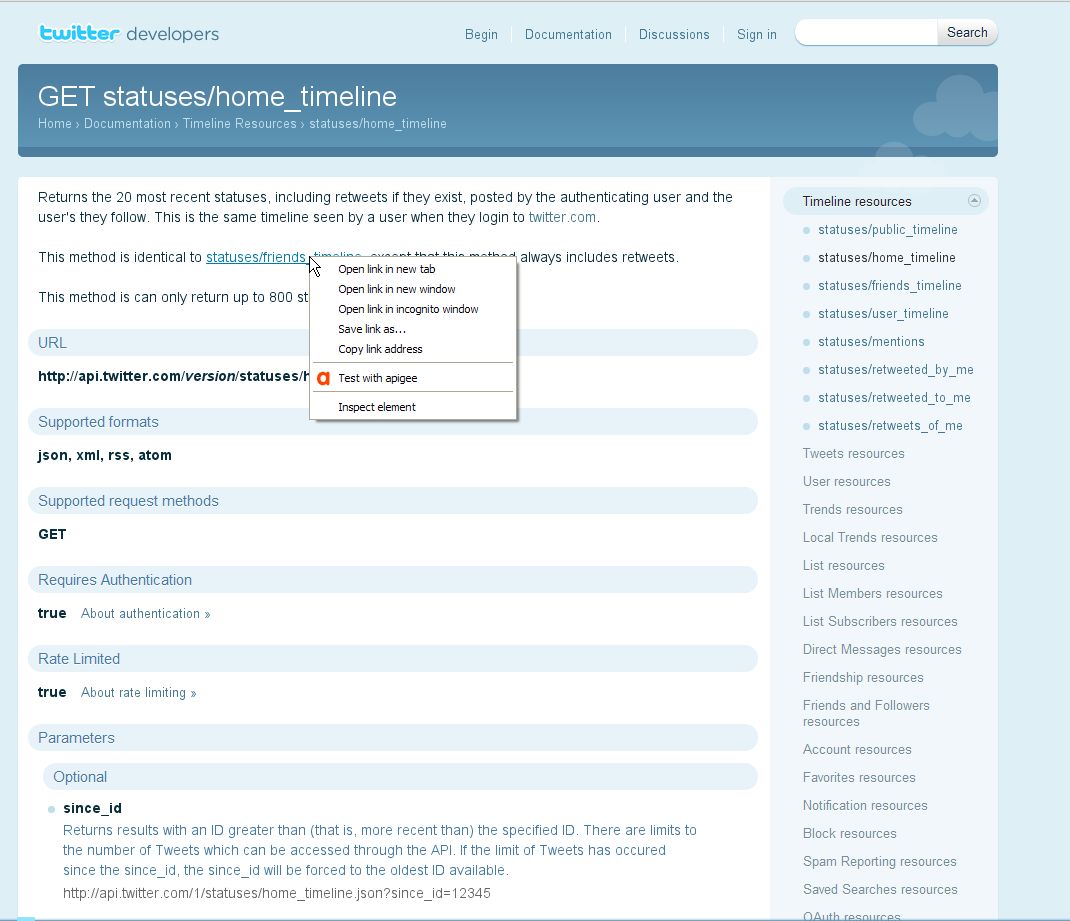 twitter developers
Begin
Documentation
Discussions
Sign in
Search
GET statuses/home_timeline
Home › Documentation › Timeline Resources › statuses/home_timeline
Returns the 20 most recent statuses, including retweets if they exist, posted by the authenticating user and the
user's they follow. This is the same timeline seen by a user when they login to twitter.com.
This method is identical to statuses/friends_timeline, except that this method always includes retweets.
This method can only return up to 800 st
Open link in new tab
Open link in new window
Open link in incognito window
Save link as...
Copy link address
a Test with apigee
Inspect element
URL
http://api.twitter.com/version/statuses/h
Supported formats
json, xml, rss, atom
Supported request methods
GET
Requires Authentication
true About authentication »
Rate Limited
true About rate limiting »
Parameters
Optional
since_id
Returns results with an ID greater than (that is, more recent than) the specified ID. There are limits to
the number of Tweets which can be accessed through the API. If the limit of Tweets has occured
since the since_id, the since_id will be forced to the oldest ID available.
http://api.twitter.com/1/statuses/home_timeline.json?since_id=12345
Timeline resources
statuses/public_timeline
statuses/home_timeline
statuses/friends_timeline
statuses/user_timeline
statuses/mentions
statuses/retweeted_by_me
statuses/retweeted_to_me
statuses/retweets_of_me
Tweets resources
User resources
Trends resources
Local Trends resources
List resources
List Members resources
List Subscribers resources
Direct Messages resources
Friendship resources
Friends and Followers
resources
Account resources
Favorites resources
Notification resources
Block resources
Spam Reporting resources
Saved Searches resources
OAuth resources